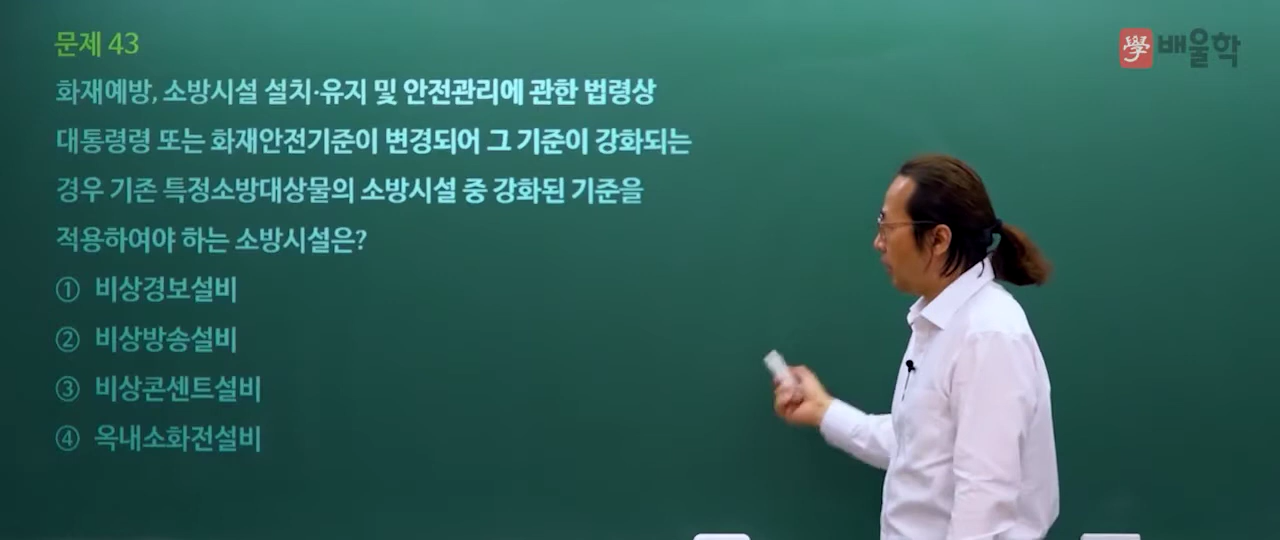 문제 43
學 배울학
화재예방, 소방시설 설치·유지 및 안전관리에 관한 법령상
대통령령 또는 화재안전기준이 변경되어 그 기준이 강화되는
경우 기존 특정소방대상물의 소방시설 중 강화된 기준을
적용하여야 하는 소방시설은?
① 비상경보설비
② 비상방송설비
③ 비상콘센트설비
④ 옥내소화전설비